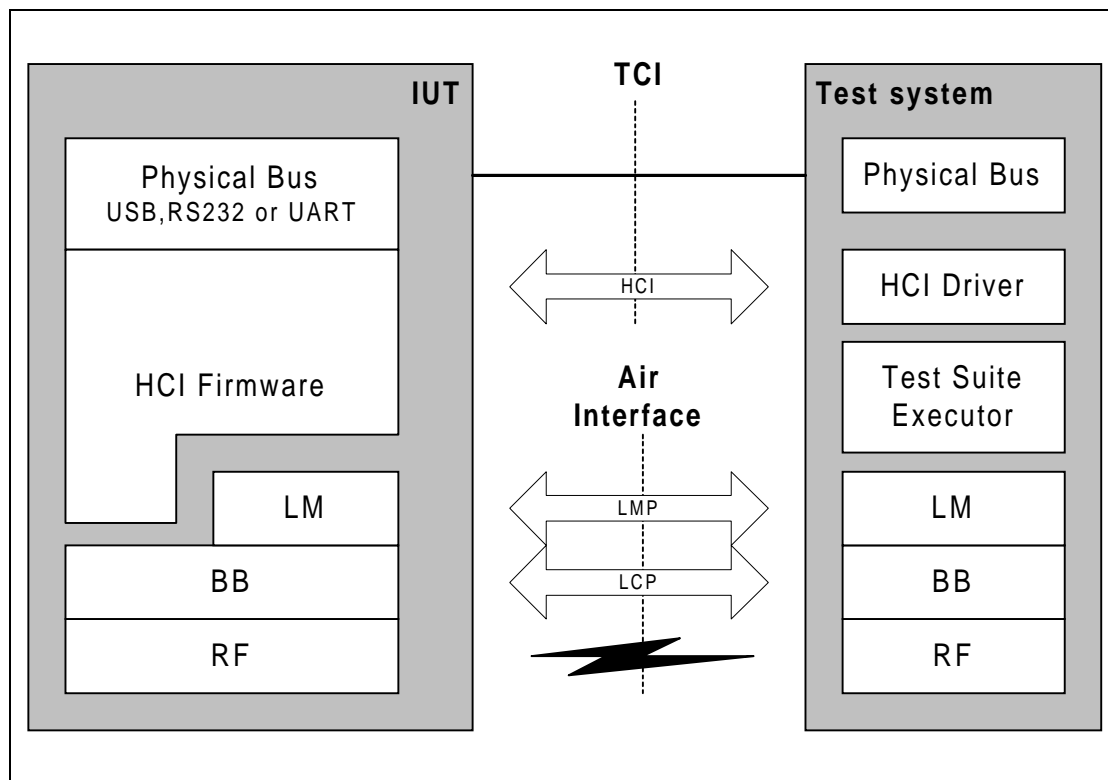 IUT
Physical Bus
USB,RS232 or UART
HCI Firmware
LM
BB
RF
TCI
HCI
Air
Interface
LMP
LCP
Test system
Physical Bus
HCI Driver
Test Suite
Executor
LM
BB
RF